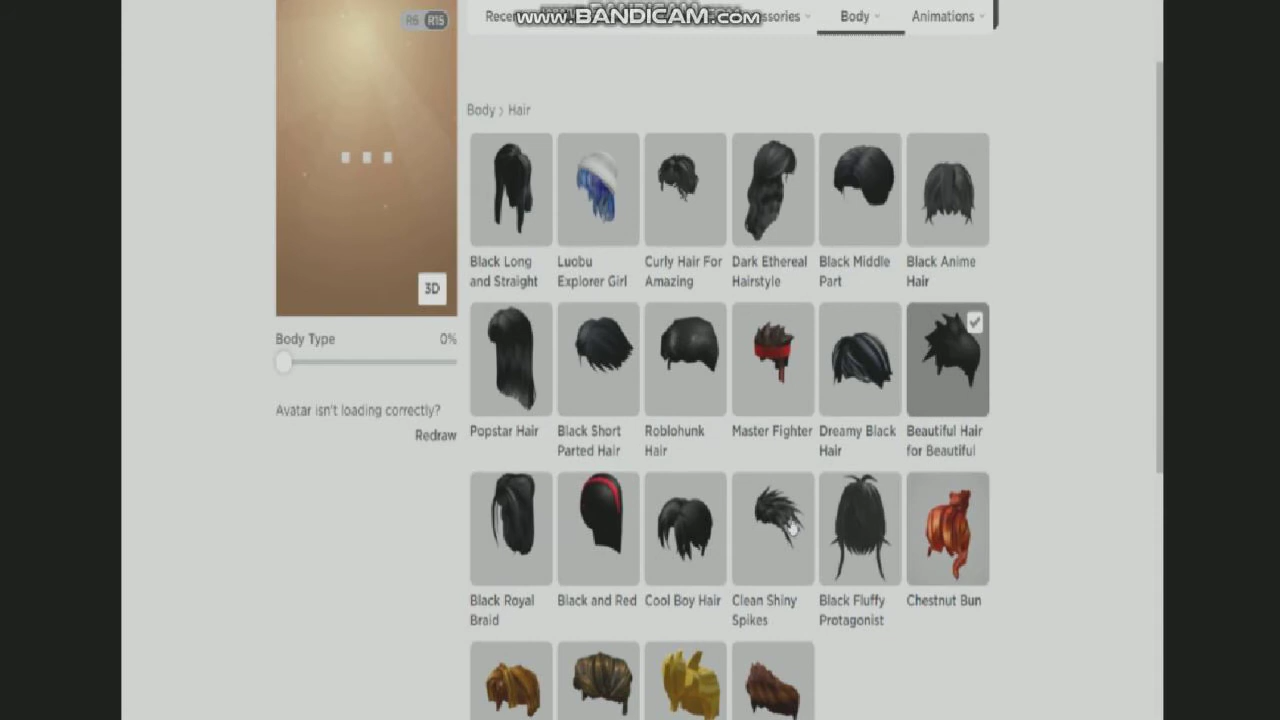 www.BANDICAM.com
R6 R15
Recen
ssories
Body
Animations
Body > Hair
3D
Body Type 0%
Avatar isn't loading correctly?
Redraw
Black Long
and Straight
Luobu
Explorer Girl
Curly Hair For
Amazing
Dark Ethereal
Hairstyle
Black Middle
Part
Black Anime
Hair
Popstar Hair
Black Short
Parted Hair
Roblohunk
Hair
Master Fighter
Dreamy Black
Hair
Beautiful Hair
for Beautiful
Black Royal
Braid
Black and Red
Cool Boy Hair
Clean Shiny
Spikes
Black Fluffy
Protagonist
Chestnut Bun